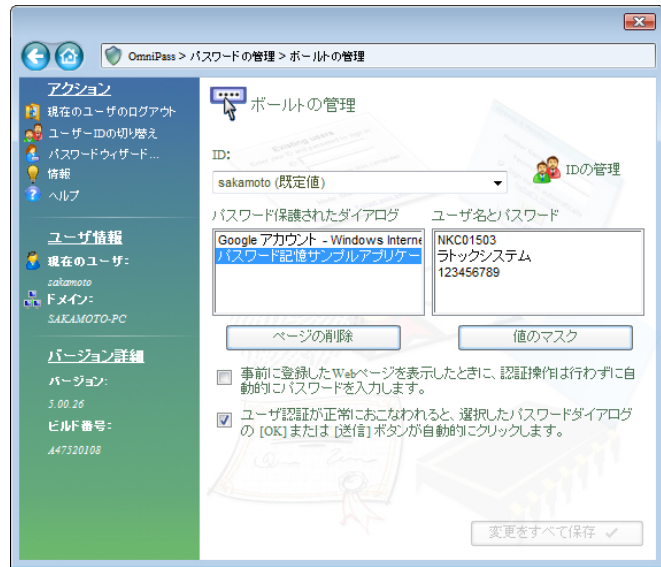 OmniPass > パスワードの管理 > ボールトの管理
アクション
現在のユーザのログアウト
ユーザーIDの切り替え
パスワードウィザード...
情報
ヘルプ
ユーザ情報
現在のユーザ:
sakamoto
ドメイン:
SAKAMOTO-PC
バージョン詳細
バージョン:
5.00.26
ビルド番号:
A47520108
ボールトの管理
ID:
sakamoto (既定値)
IDの管理
パスワード保護されたダイアログ
Google アカウント - Windows Interne
パスワード記憶サンプルアプリケー
ページの削除
ユーザ名とパスワード
NKC01503
ラトックシステム
123456789
値のマスク
事前に登録したWebページを表示したときに、認証操作は行わずに自
動的にパスワードを入力します。
ユーザ認証が正常におこなわれると、選択したパスワードダイアログ
の [OK] または [送信] ボタンが自動的にクリックします。
変更をすべて保存